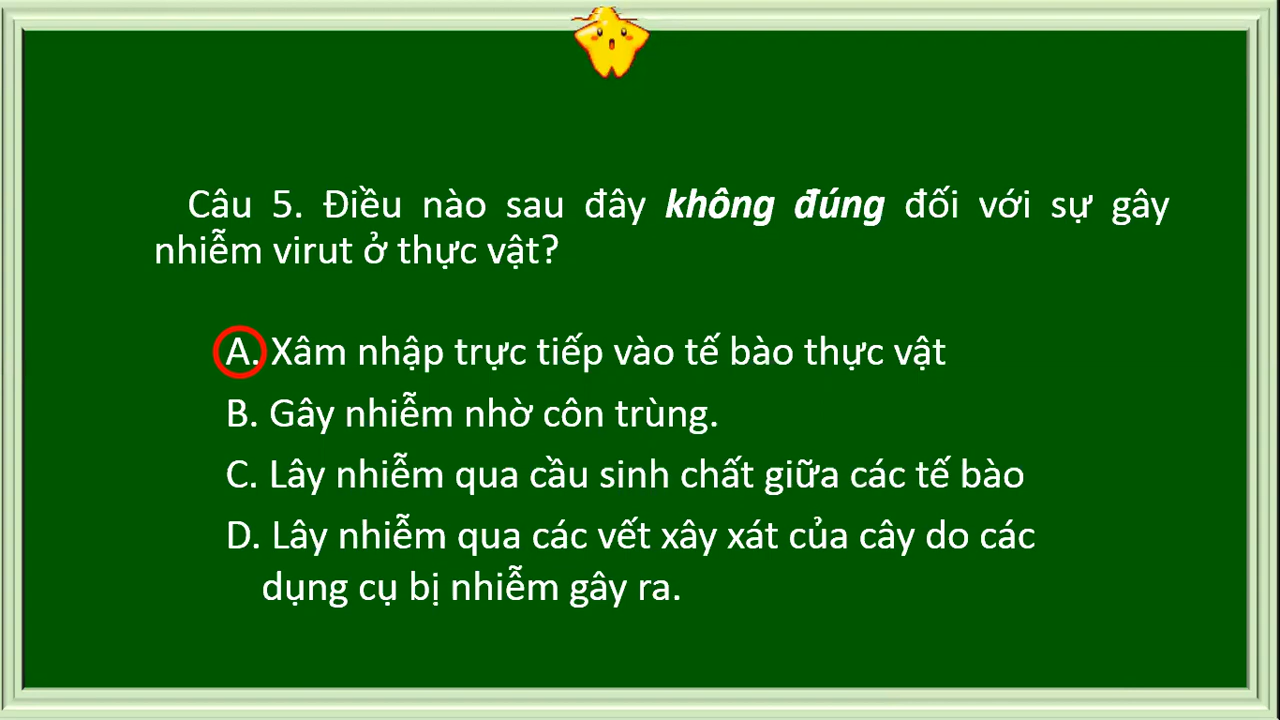 Câu 5. Điều nào sau đây không đúng đối với sự gây
nhiễm virut ở thực vật?
A. Xâm nhập trực tiếp vào tế bào thực vật
B. Gây nhiễm nhờ côn trùng.
C. Lây nhiễm qua cầu sinh chất giữa các tế bào
D. Lây nhiễm qua các vết xây xát của cây do các
dụng cụ bị nhiễm gây ra.